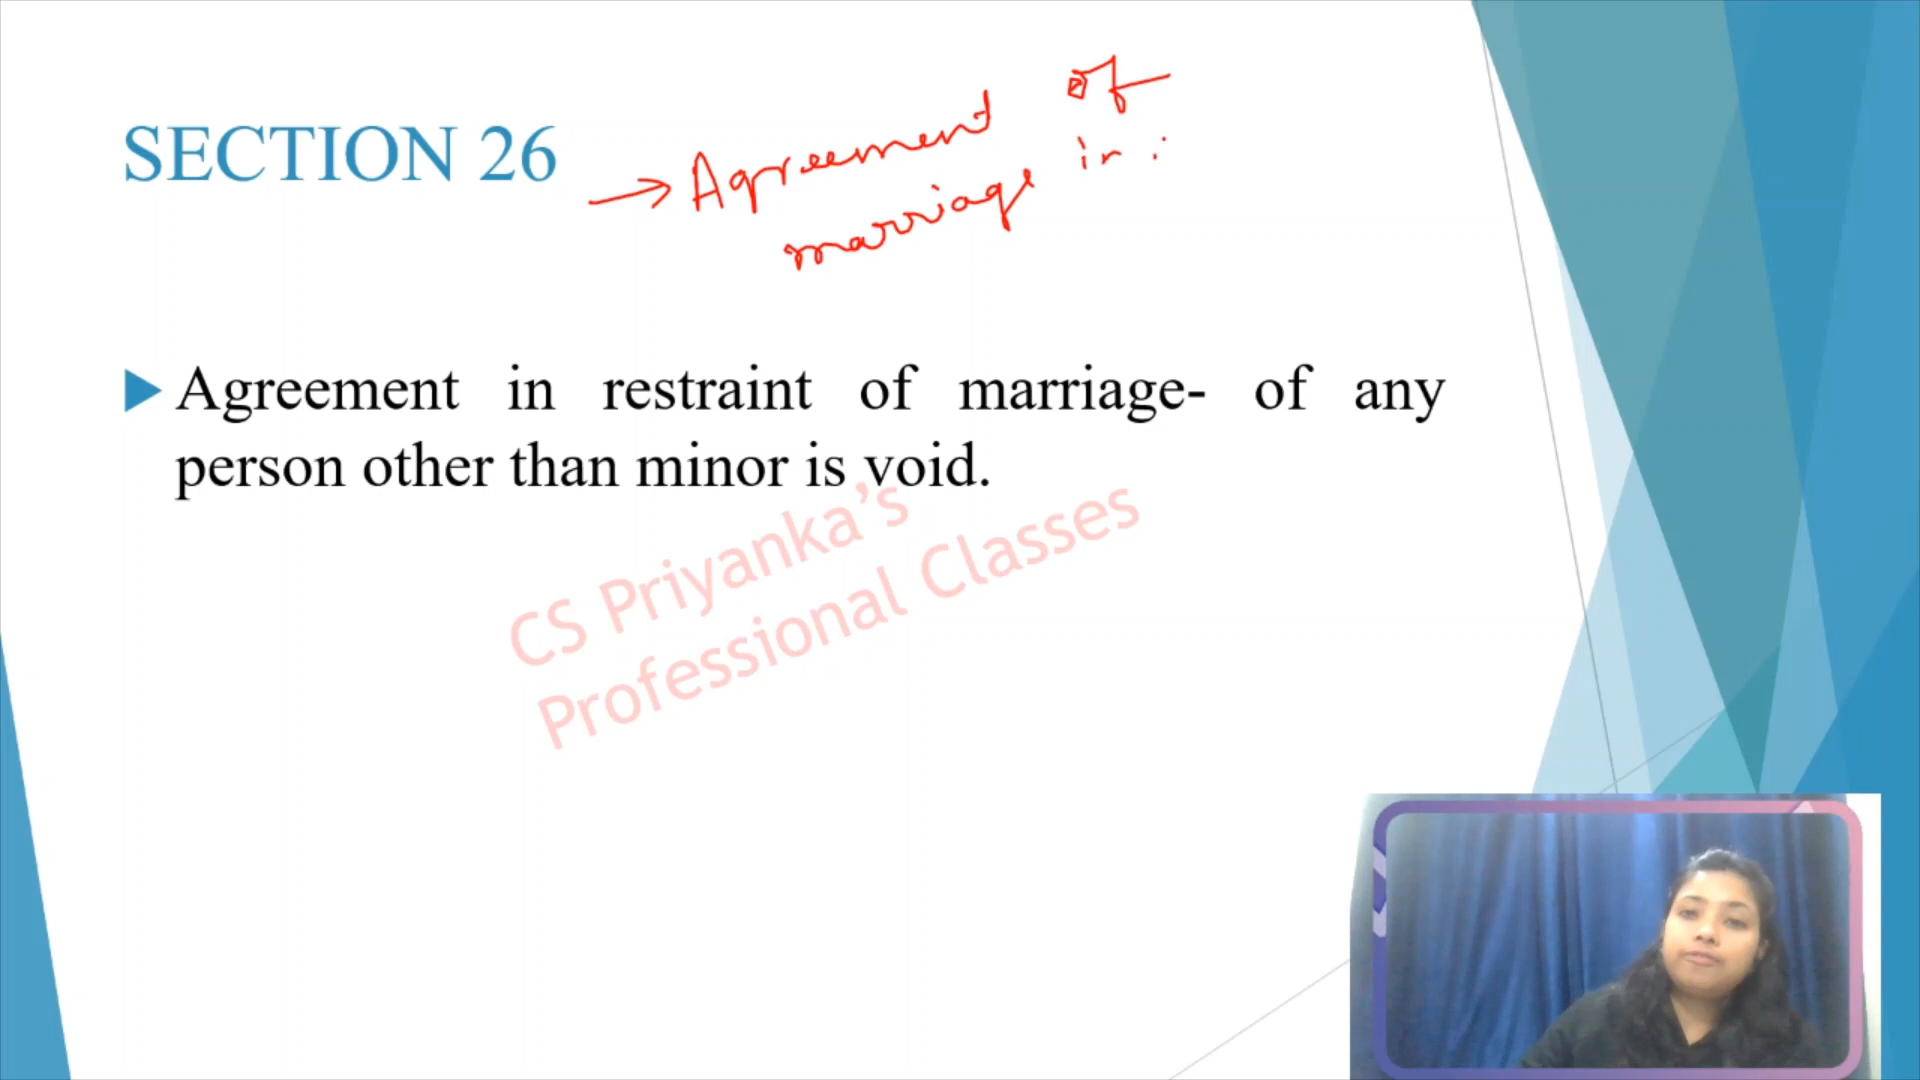 SECTION 26
→ Agreement of
marriage in
Agreement in restraint of marriage- of any
person other than minor is void.
CS Priyanka’s
Professional Classes